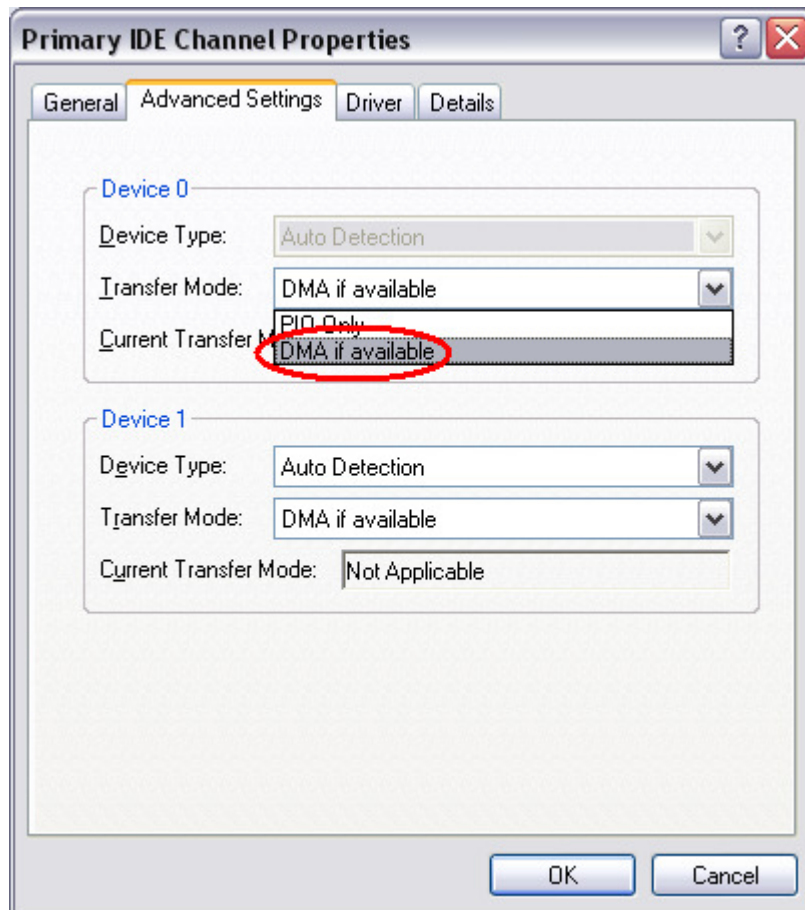 Primary IDE Channel Properties
General Advanced Settings Driver Details
Device 0
Device Type: Auto Detection
Transfer Mode: DMA if available
PIO Only
Current Transfer M
DMA if available
Device 1
Device Type: Auto Detection
Transfer Mode: DMA if available
Current Transfer Mode: Not Applicable
OK Cancel